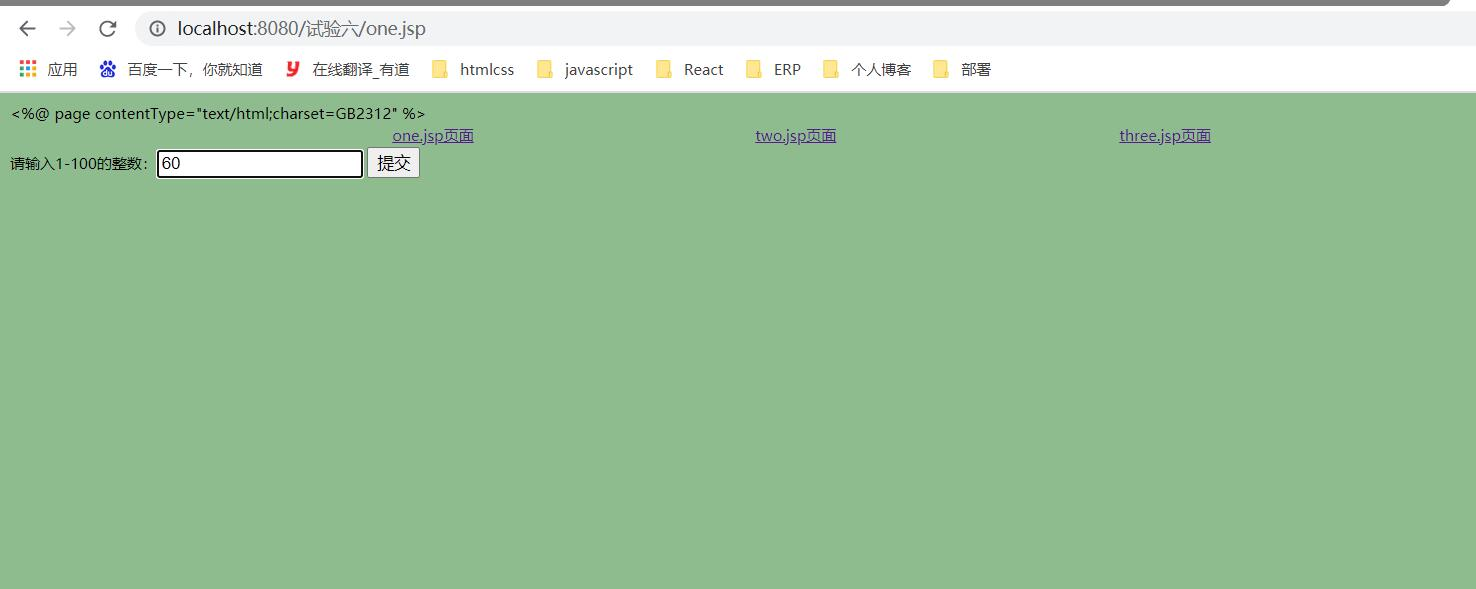 localhost:8080/试验六/one.jsp
应用 百度一下，你就知道 在线翻译_有道 htmlcss javascript React ERP 个人博客 部署
<%@ page contentType="text/html;charset=GB2312" %>
one.jsp页面 two.jsp页面 three.jsp页面
请输入1-100的整数： 60 提交